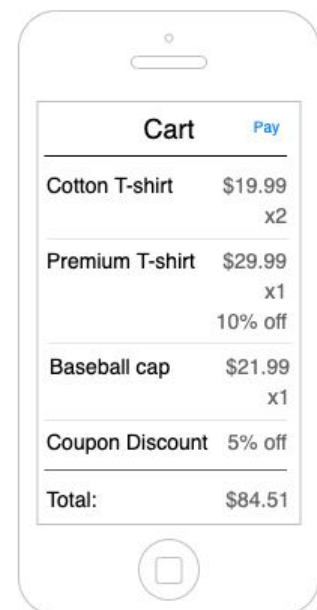 Cart Pay
Cotton T-shirt $19.99
x2
Premium T-shirt $29.99
x1
10% off
Baseball cap $21.99
x1
Coupon Discount 5% off
Total: $84.51